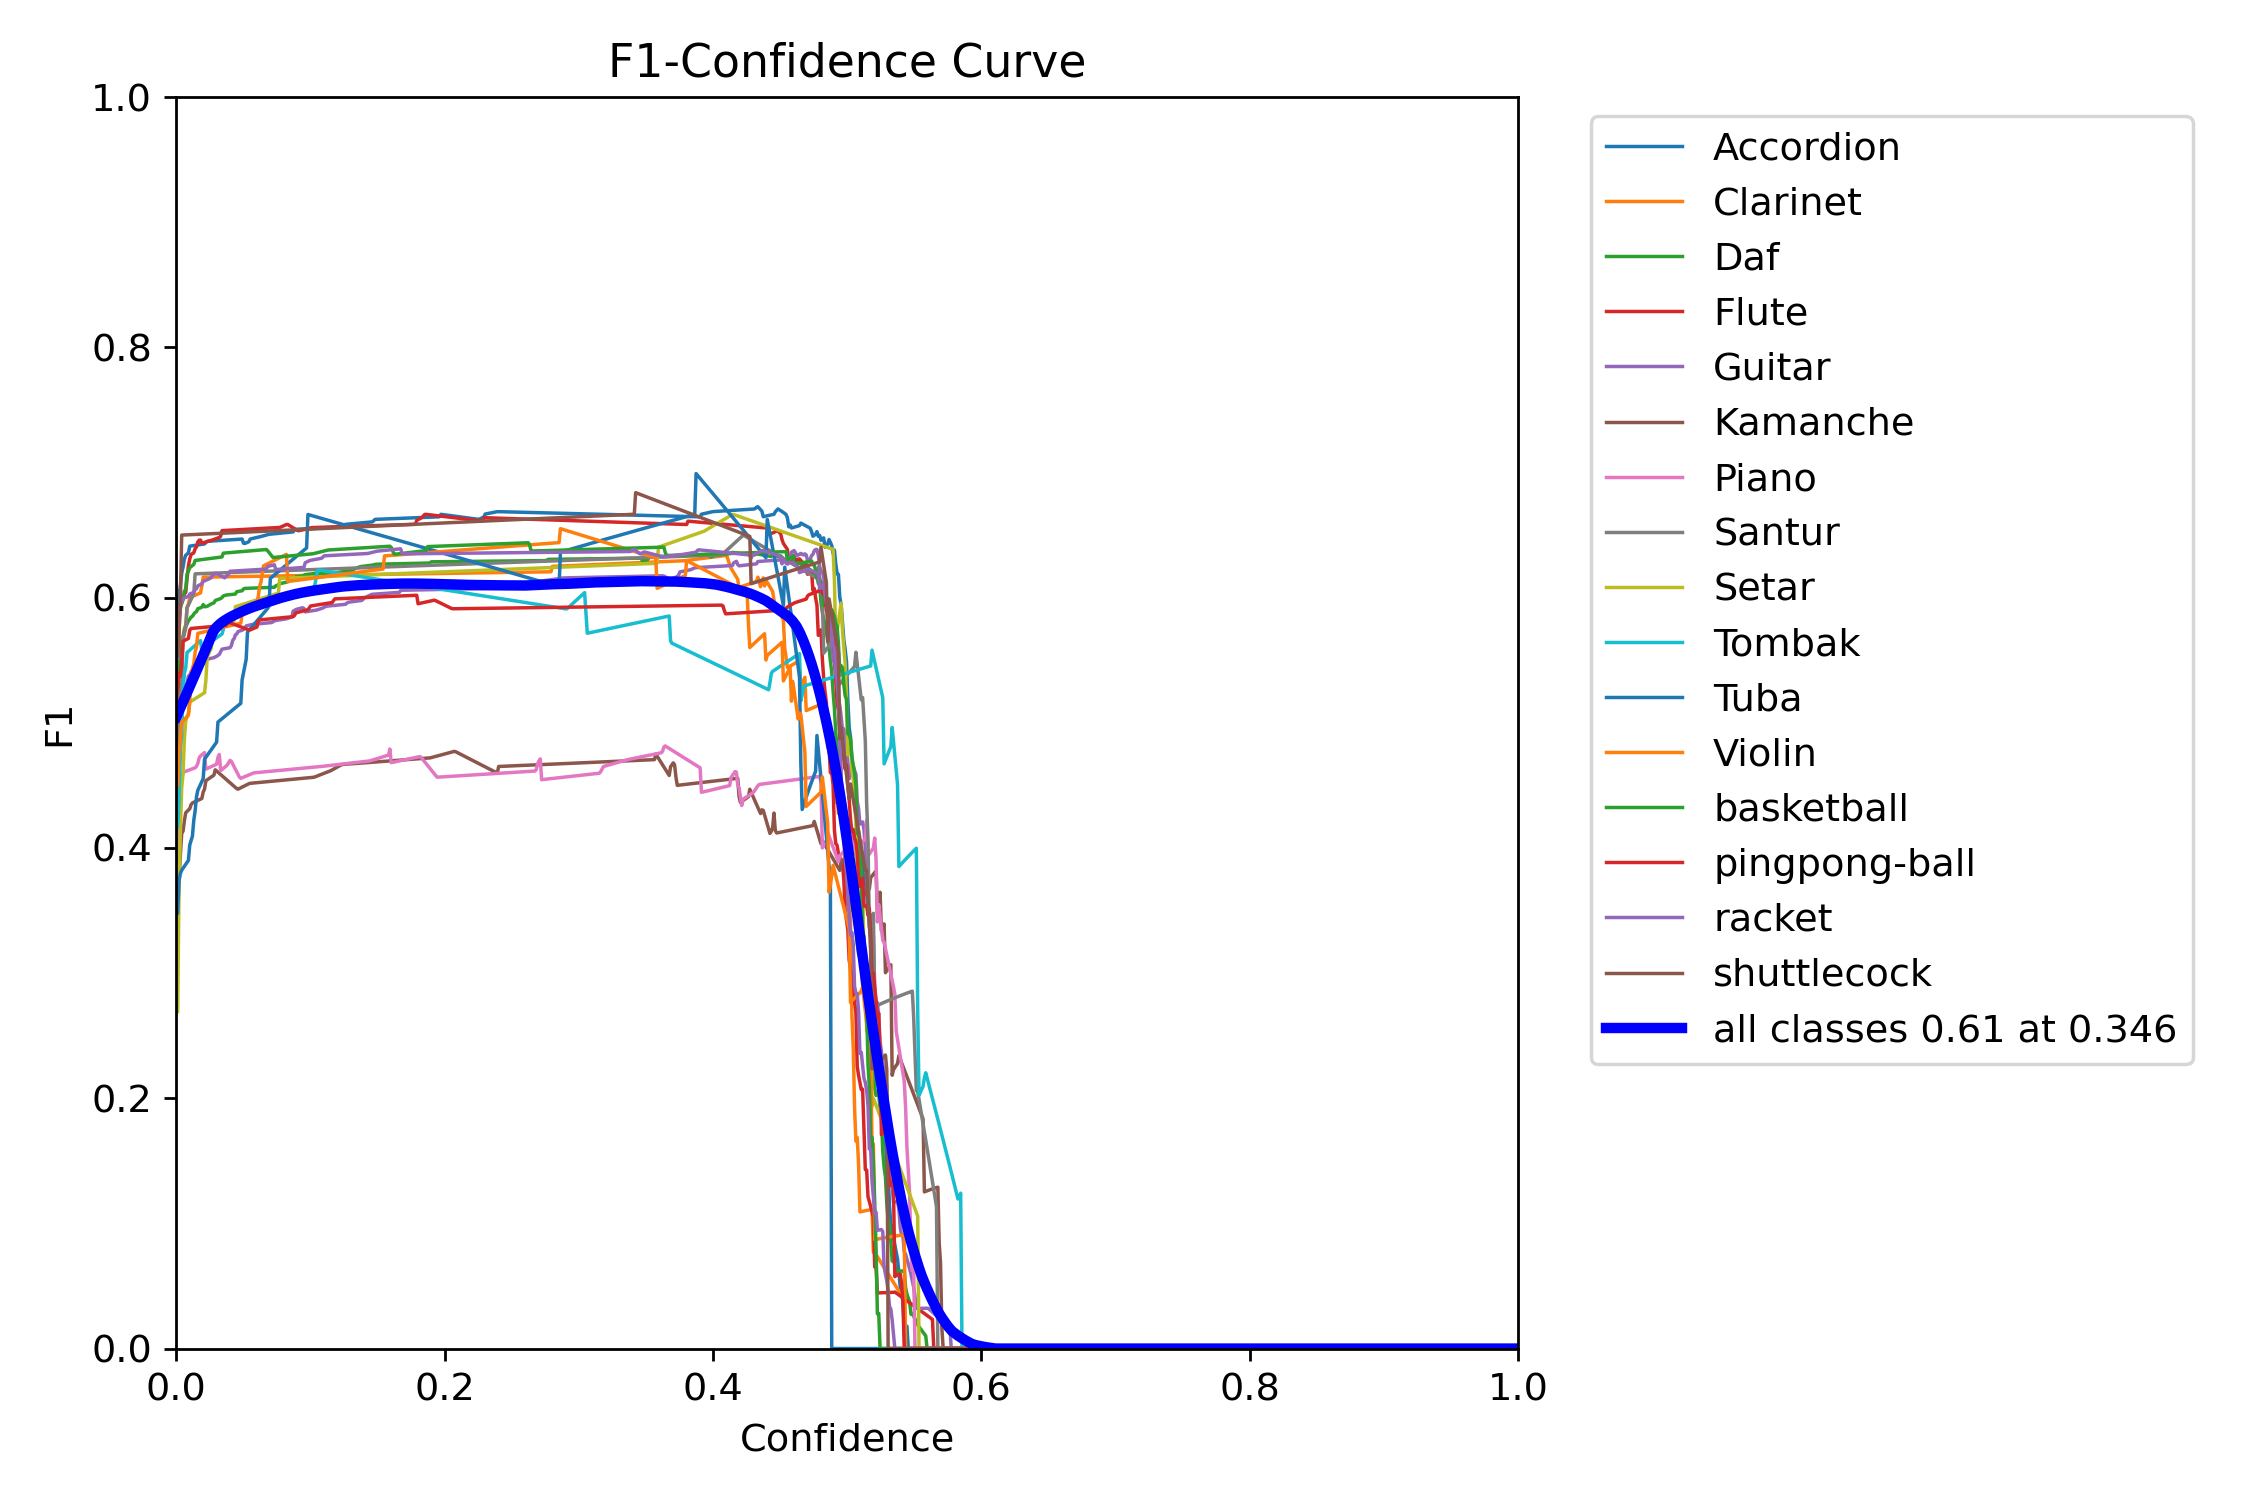 F1-Confidence Curve
1.0
0.8
0.6
0.4
0.2
0.0
F1
0.0 0.2 0.4 0.6 0.8 1.0
Confidence
Accordion
Clarinet
Daf
Flute
Guitar
Kamanche
Piano
Santur
Setar
Tombak
Tuba
Violin
basketball
pingpong-ball
racket
shuttlecock
all classes 0.61 at 0.346